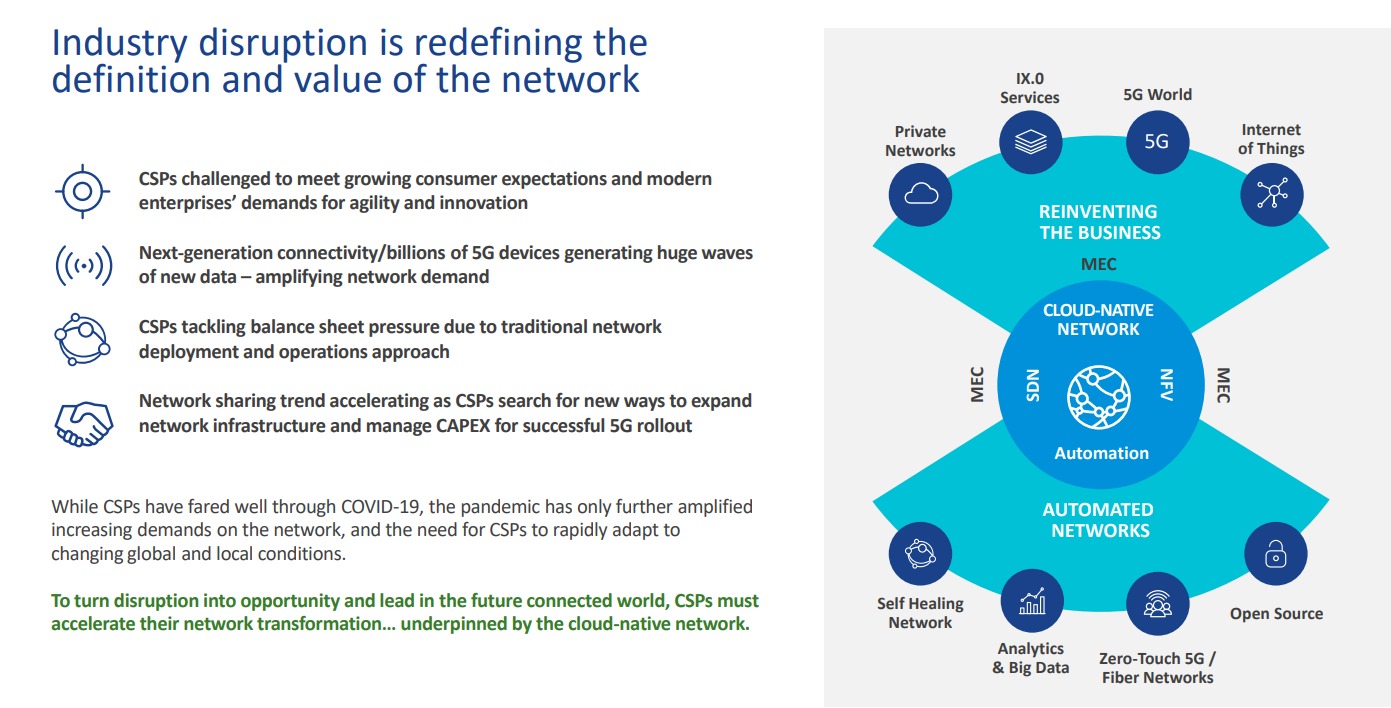 Industry disruption is redefining the
definition and value of the network
CSPs challenged to meet growing consumer expectations and modern
enterprises’ demands for agility and innovation
Next-generation connectivity/billions of 5G devices generating huge waves
of new data – amplifying network demand
CSPs tackling balance sheet pressure due to traditional network
deployment and operations approach
Network sharing trend accelerating as CSPs search for new ways to expand
network infrastructure and manage CAPEX for successful 5G rollout
While CSPs have fared well through COVID-19, the pandemic has only further amplified
increasing demands on the network, and the need for CSPs to rapidly adapt to
changing global and local conditions.
To turn disruption into opportunity and lead in the future connected world, CSPs must
accelerate their network transformation... underpinned by the cloud-native network.
Private
Networks
IX.0
Services
5G World
5G
Internet
of Things
REINVENTING
THE BUSINESS
MEC
CLOUD-NATIVE
NETWORK
MEC
SDN
NFV
MEC
Automation
AUTOMATED
NETWORKS
Self Healing
Network
Analytics
& Big Data
Zero-Touch 5G /
Fiber Networks
Open Source